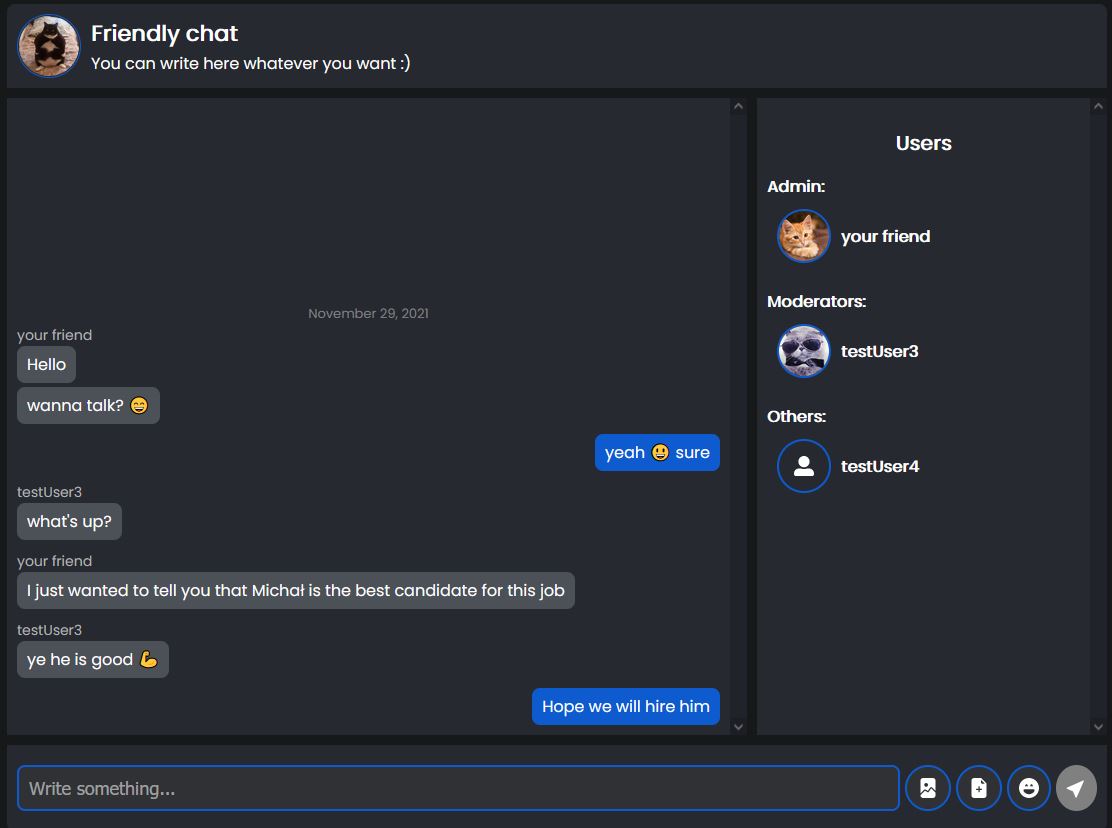 Friendly chat
You can write here whatever you want :)
November 29, 2021
your friend
Hello
wanna talk? 😄
yeah 😃 sure
testUser3
what's up?
your friend
I just wanted to tell you that Michał is the best candidate for this job
testUser3
ye he is good 💪
Hope we will hire him
Write something...
Users
Admin:
your friend
Moderators:
testUser3
Others:
testUser4